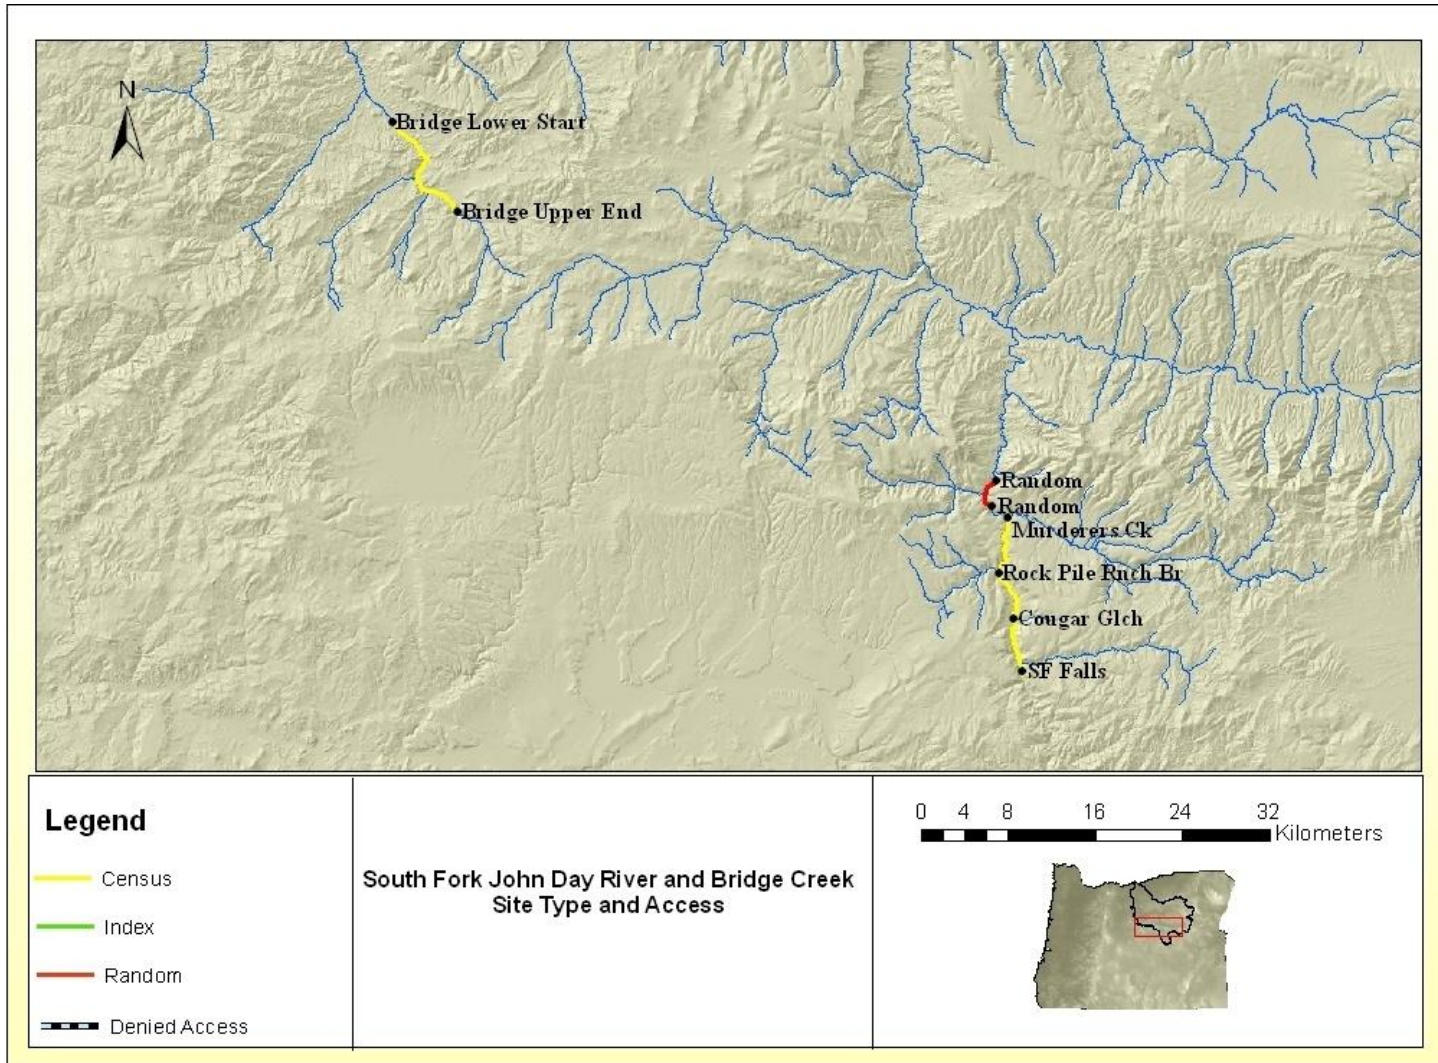 N
Bridge Lower Start
Bridge Upper End
Random
Random
Murderers Ck
Rock Pile Rnch Br
Cougar Glch
SF Falls
Legend
Census
Index
Random
Denied Access
South Fork John Day River and Bridge Creek
Site Type and Access
0 4 8 16 24 32
Kilometers